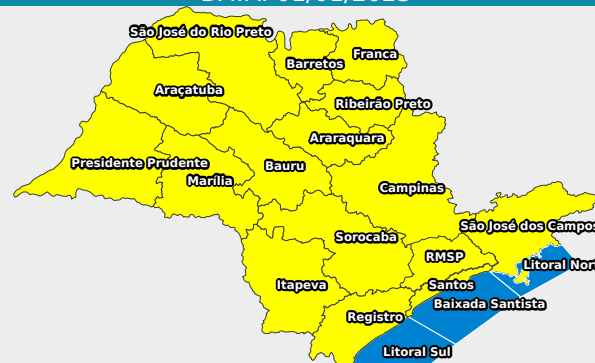 São José do Rio Preto
Franca
Barretos
Araçatuba
Ribeirão Preto
Araraquara
Presidente Prudente
Bauru
Marília
Campinas
São José dos Campos
Sorocaba
RMSP
Litoral Nort
Itapeva
Santos
Baixada Santista
Registro
Litoral Sul